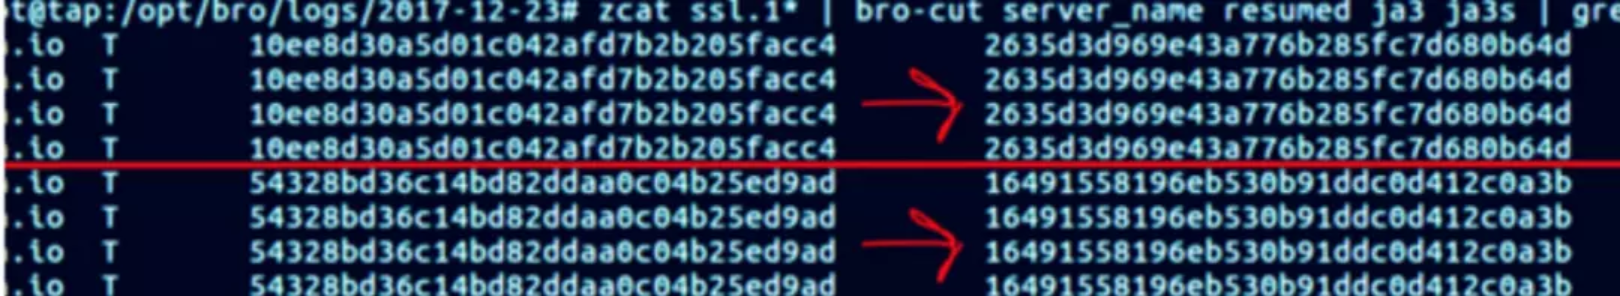 t@tap:/opt/bro/logs/2017-12-23# zcat ssl.1* | bro-cut server_name resumed ja3 ja3s | gre
.io T 10ee8d30a5d01c042afd7b2b205facc4 2635d3d969e43a776b285fc7d680b64d
.io T 10ee8d30a5d01c042afd7b2b205facc4 2635d3d969e43a776b285fc7d680b64d
.io T 10ee8d30a5d01c042afd7b2b205facc4 2635d3d969e43a776b285fc7d680b64d
.io T 10ee8d30a5d01c042afd7b2b205facc4 2635d3d969e43a776b285fc7d680b64d
.io T 54328bd36c14bd82ddaa0c04b25ed9ad 16491558196eb530b91ddc0d412c0a3b
.io T 54328bd36c14bd82ddaa0c04b25ed9ad 16491558196eb530b91ddc0d412c0a3b
.io T 54328bd36c14bd82ddaa0c04b25ed9ad 16491558196eb530b91ddc0d412c0a3b
.io T 54328bd36c14bd82ddaa0c04b25ed9ad 16491558196eb530b91ddc0d412c0a3b